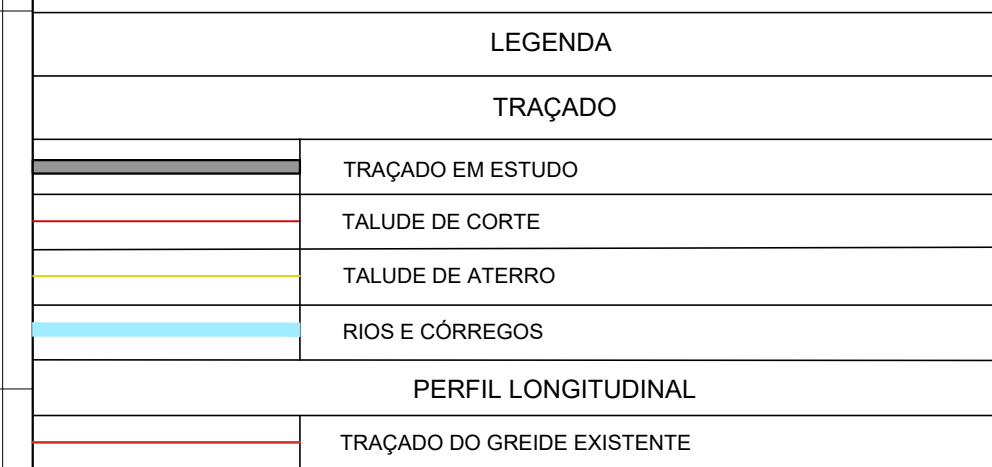 LEGENDA
TRAÇADO
TRAÇADO EM ESTUDO
TALUDE DE CORTE
TALUDE DE ATERRO
RIOS E CÓRREGOS
PERFIL LONGITUDINAL
TRAÇADO DO GREIDE EXISTENTE